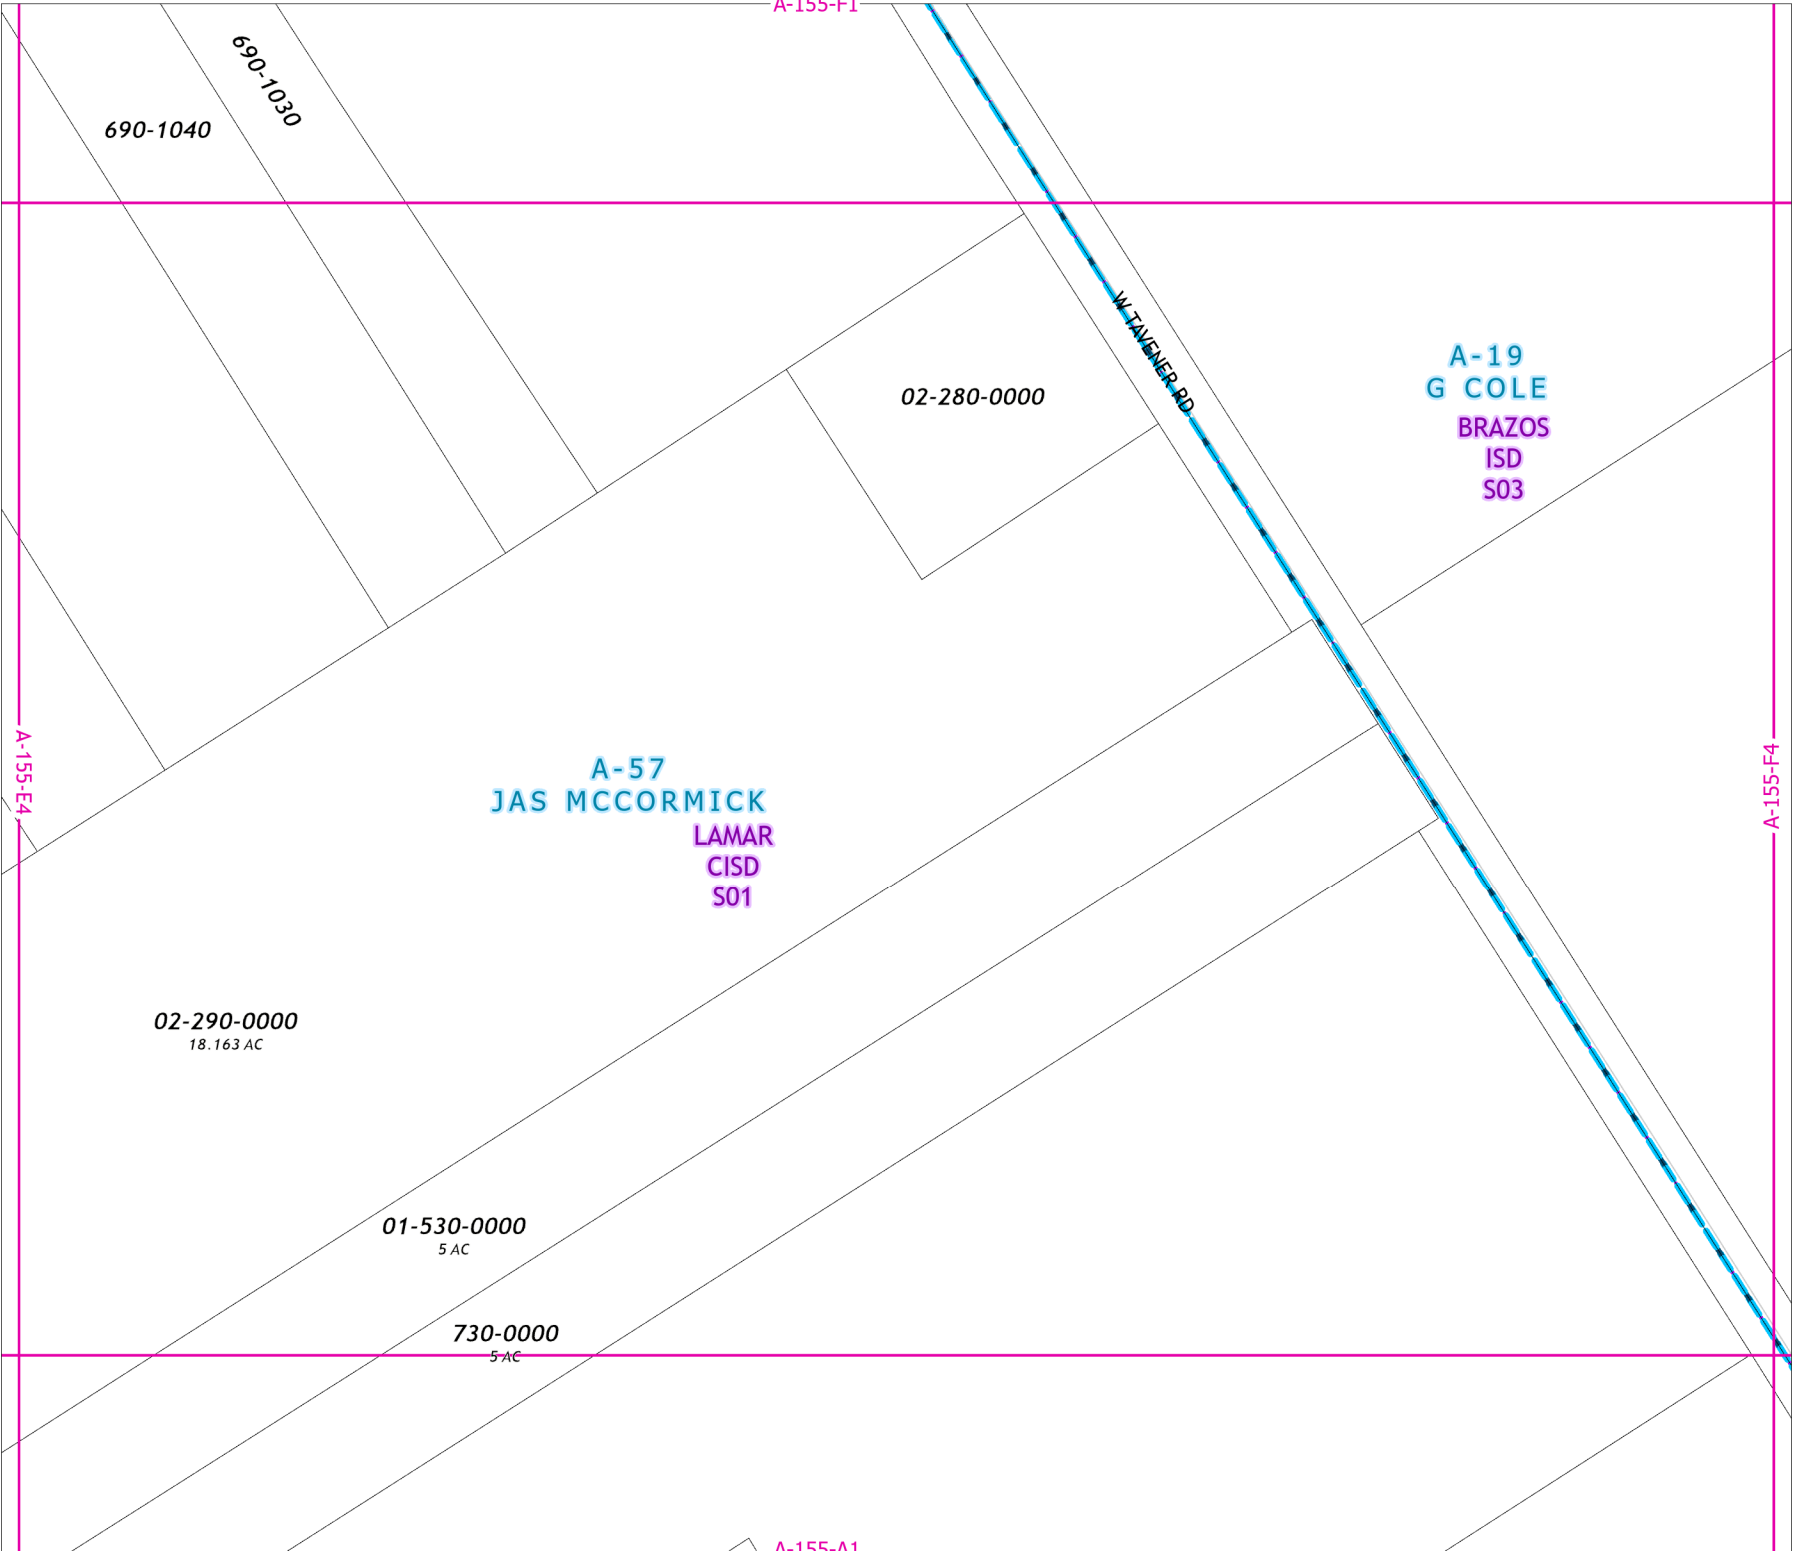 A-155-F1
690-1030
690-1040
W TAVENER RD
A-19
G COLE
BRAZOS
ISD
S03
02-280-0000
A-57
JAS MCCORMICK
LAMAR
CISD
S01
A-155-E4
A-155-F4
02-290-0000
18.163 AC
01-530-0000
5 AC
730-0000
5 AC
A-155-A1